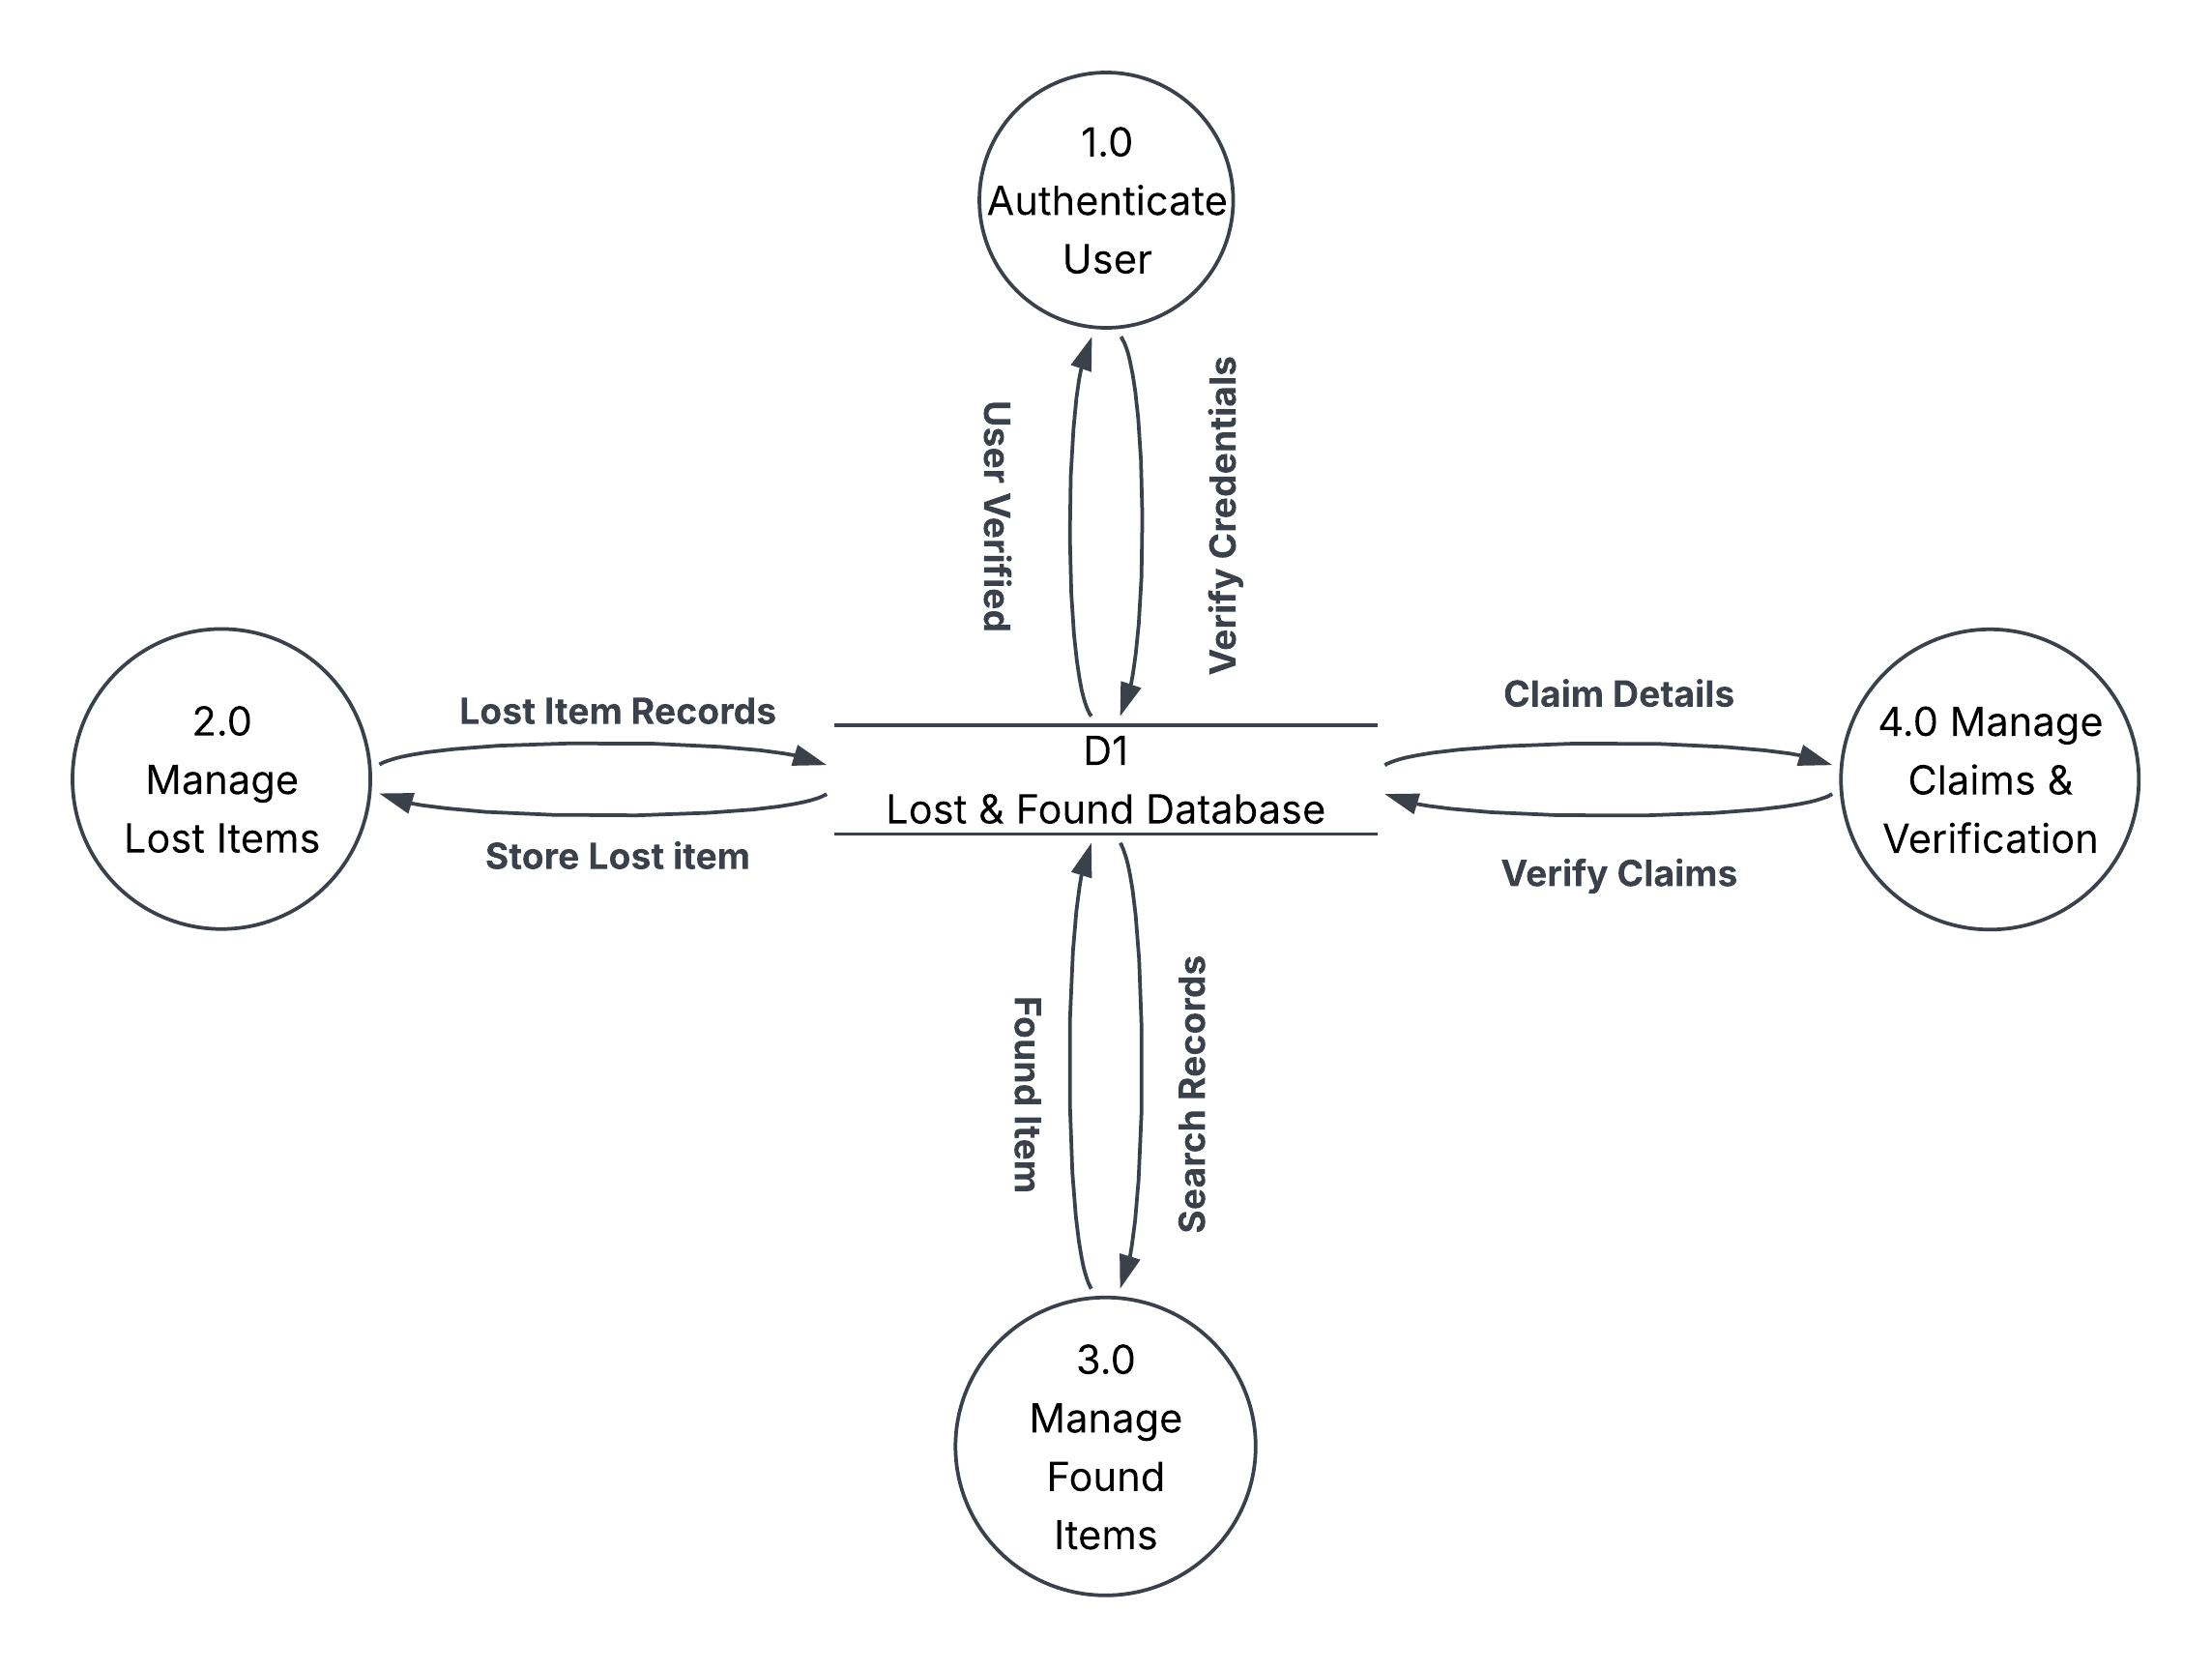 1.0
Authenticate
User
User Verified
Verify Credentials
2.0
Manage
Lost Items
Lost Item Records
Store Lost item
D1
Lost & Found Database
Claim Details
Verify Claims
4.0 Manage
Claims &
Verification
Found Item
Search Records
3.0
Manage
Found
Items